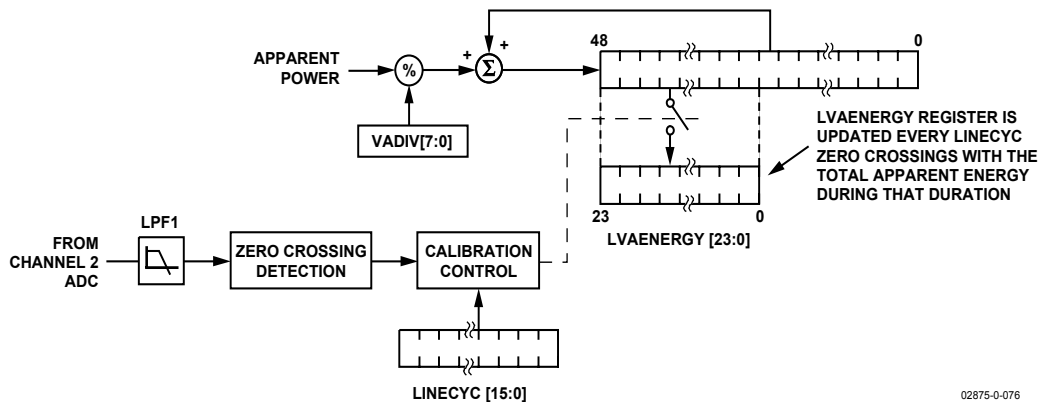 48
0
APPARENT
POWER
%
+
+
Σ
VADIV[7:0]
LVAENERGY REGISTER IS
UPDATED EVERY LINECYC
ZERO CROSSINGS WITH THE
TOTAL APPARENT ENERGY
DURING THAT DURATION
23
0
LVAENERGY [23:0]
LPF1
FROM
CHANNEL 2
ADC
ZERO CROSSING
DETECTION
CALIBRATION
CONTROL
LINECYC [15:0]
02875-0-076